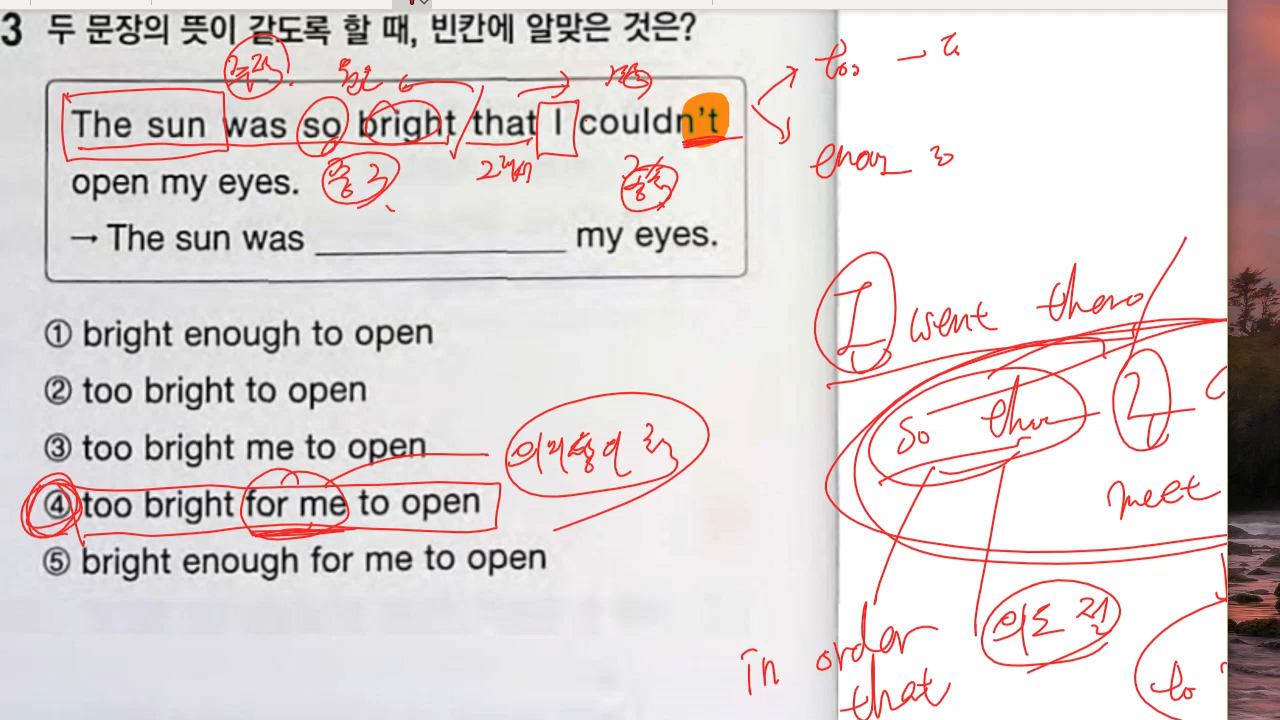 3 두 문장의 뜻이 같도록 할 때, 빈칸에 알맞은 것은?
The sun was so bright that I couldn't
open my eyes.
→ The sun was ______________ my eyes.
① bright enough to open
② too bright to open
③ too bright me to open
④ too bright for me to open
⑤ bright enough for me to open
그래서
I went there
so that I
meet
in order
that
의도
to